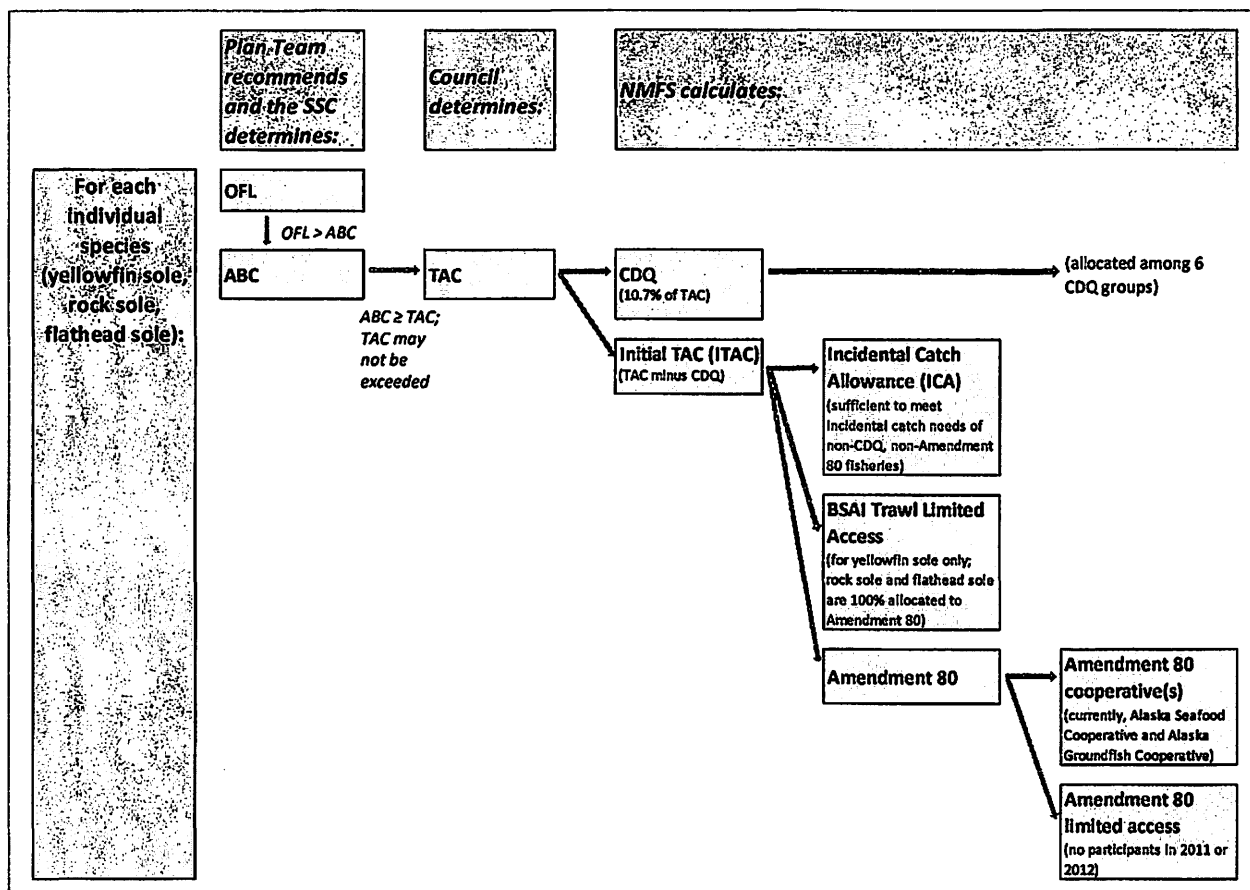 Plan Team
recommends
and the SSC
determines:
Council
determines:
NMFS calculates:
For each
individual
species
(yellowfin sole,
rock sole,
flathead sole):
OFL
OFL > ABC
ABC
ABC ≥ TAC;
TAC may
not be
exceeded
TAC
CDQ
(10.7% of TAC)
(allocated among 6
CDQ groups)
Initial TAC (ITAC)
(TAC minus CDQ)
Incidental Catch
Allowance (ICA)
(sufficient to meet
incidental catch needs of
non-CDQ, non-Amendment
80 fisheries)
BSAI Trawl Limited
Access
(for yellowfin sole only;
rock sole and flathead sole
are 100% allocated to
Amendment 80)
Amendment 80
Amendment 80
cooperative(s)
(currently, Alaska Seafood
Cooperative and Alaska
Groundfish Cooperative)
Amendment 80
limited access
(no participants in 2011 or
2012)